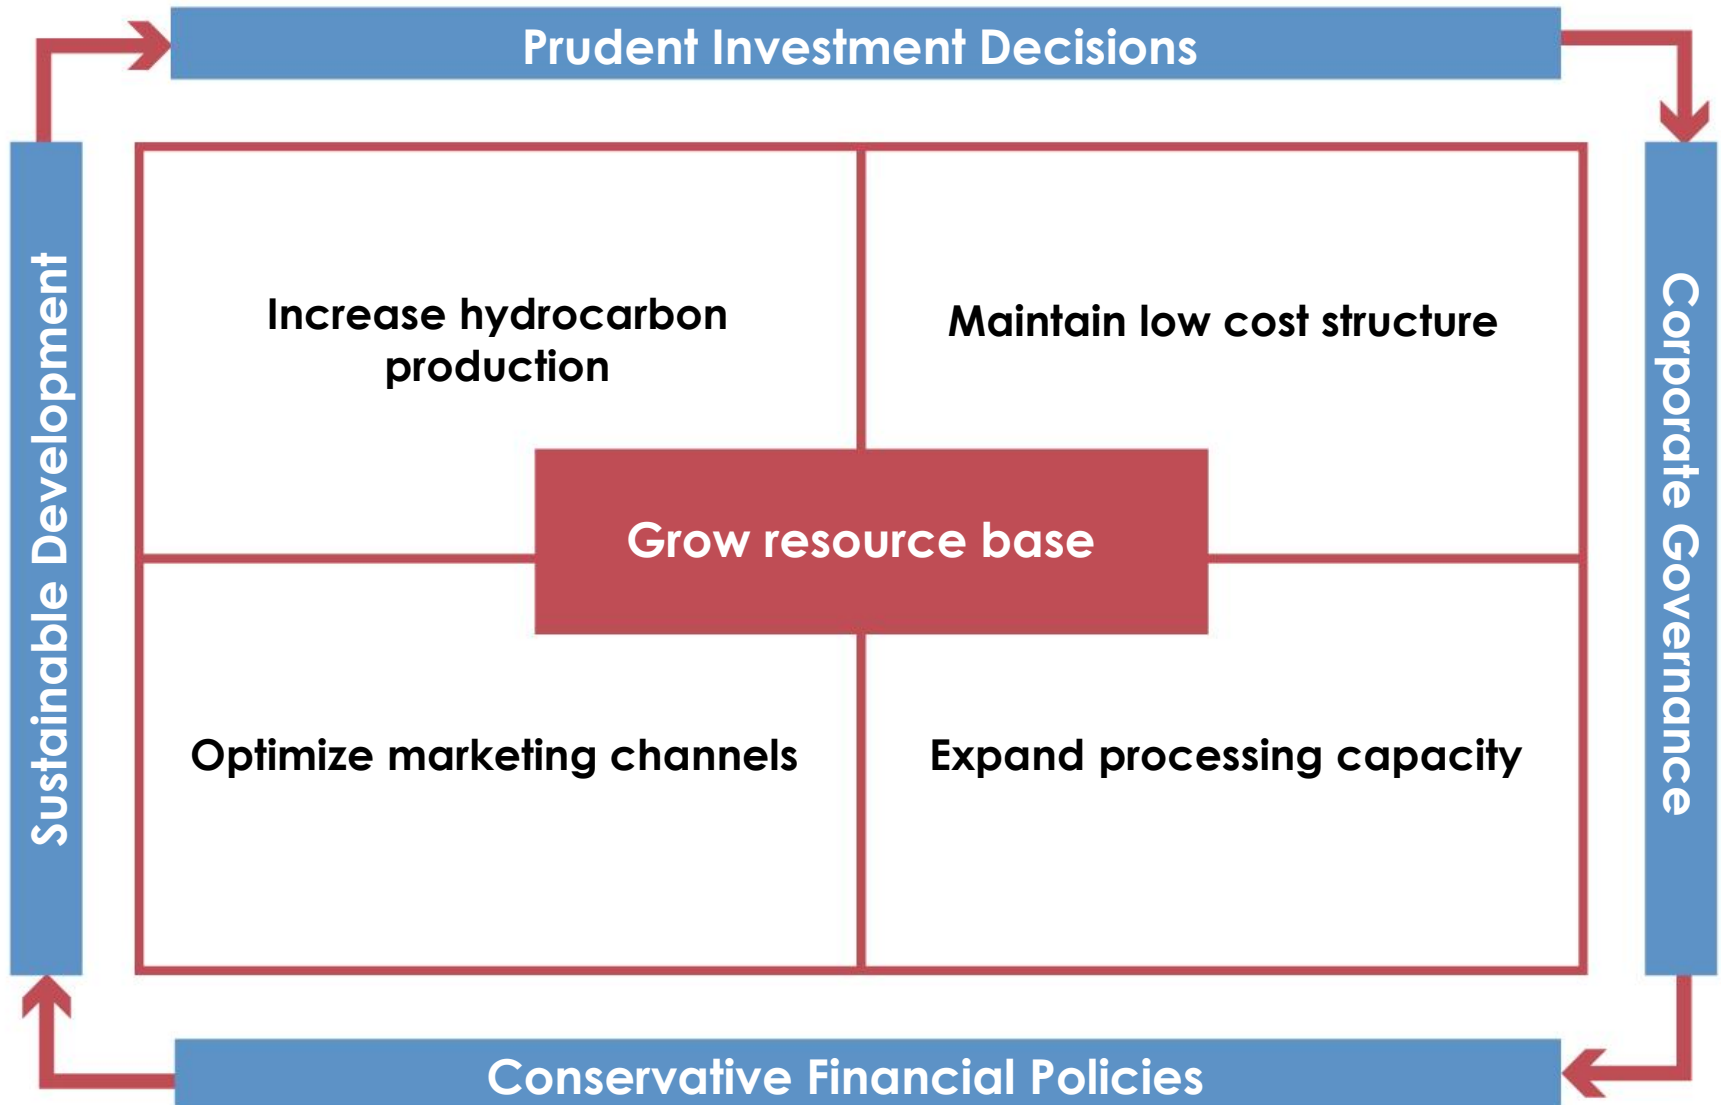 Prudent Investment Decisions
Sustainable Development
Increase hydrocarbon
production
Maintain low cost structure
Corporate Governance
Grow resource base
Optimize marketing channels
Expand processing capacity
Conservative Financial Policies